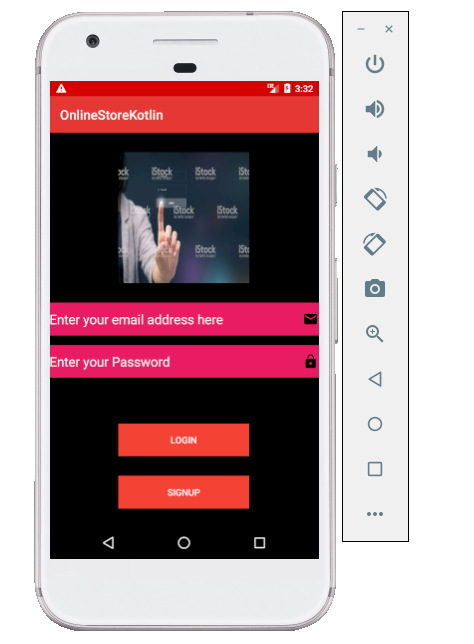 3:32
OnlineStoreKotlin
iStock iStock
iStock iStock
iStock iStock
Enter your email address here
Enter your Password
LOGIN
SIGNUP